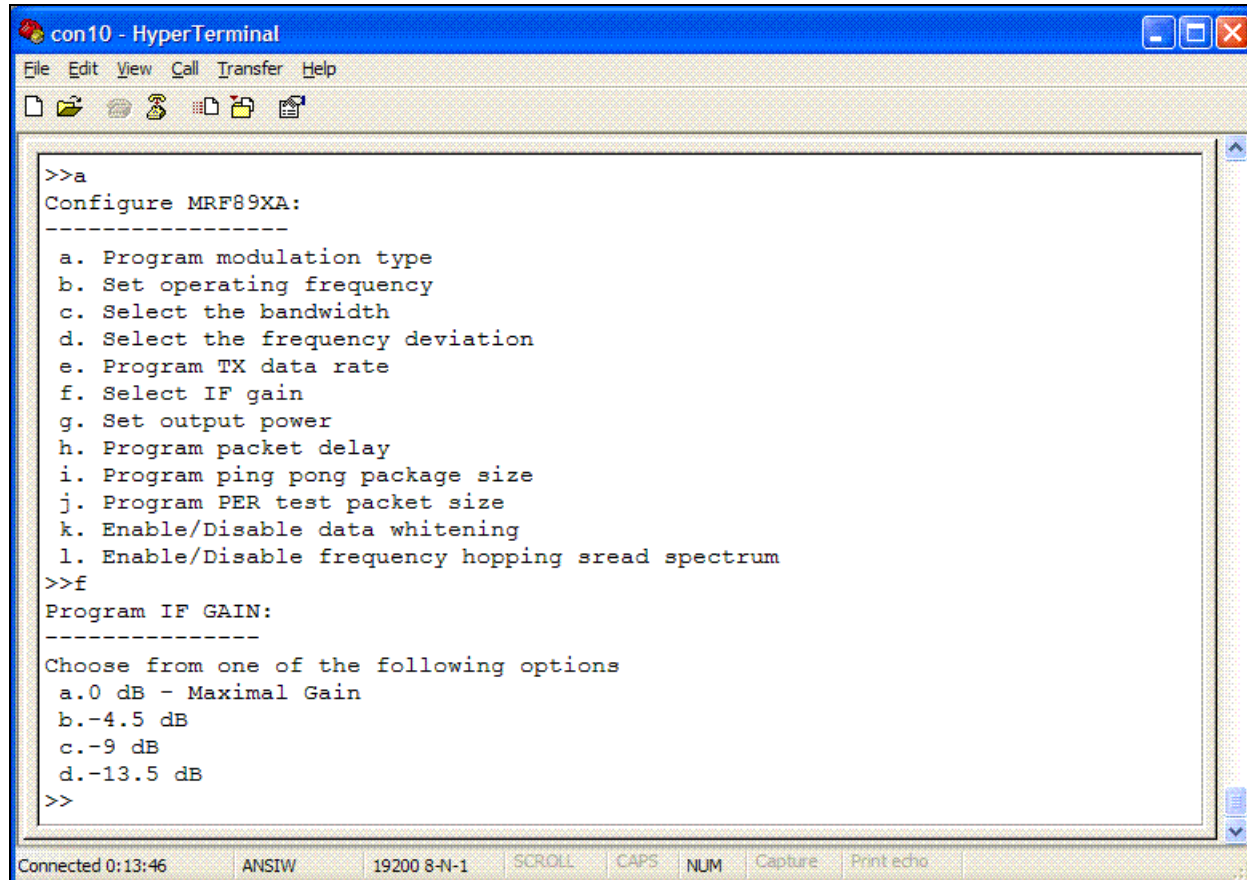 con10 - HyperTerminal
File Edit View Call Transfer Help
>>a
Configure MRF89XA:
-----------------
a. Program modulation type
b. Set operating frequency
c. Select the bandwidth
d. Select the frequency deviation
e. Program TX data rate
f. Select IF gain
g. Set output power
h. Program packet delay
i. Program ping pong package size
j. Program PER test packet size
k. Enable/Disable data whitening
l. Enable/Disable frequency hopping sread spectrum
>>f
Program IF GAIN:
---------------
Choose from one of the following options
a.0 dB - Maximal Gain
b.-4.5 dB
c.-9 dB
d.-13.5 dB
>>
Connected 0:13:46 ANSIW 19200 8-N-1 SCROLL CAPS NUM Capture Print echo